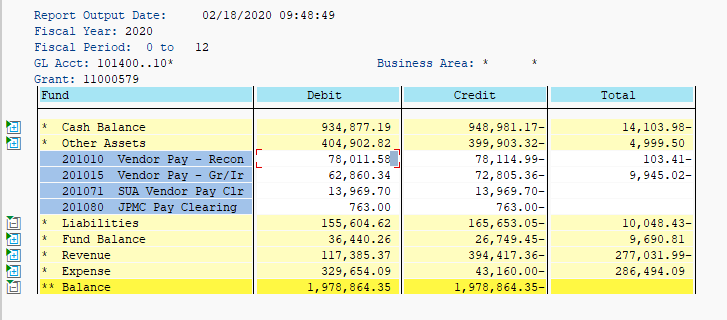 Report Output Date: 02/18/2020 09:48:49
Fiscal Year: 2020
Fiscal Period: 0 to 12
GL Acct: 101400..10* Business Area: * *
Grant: 11000579
Fund Debit Credit Total
* Cash Balance 934,877.19 948,981.17- 14,103.98-
* Other Assets 404,902.82 399,903.32- 4,999.50
201010 Vendor Pay - Recon 78,011.58 78,114.99- 103.41-
201015 Vendor Pay - Gr/Ir 62,860.34 72,805.36- 9,945.02-
201071 SUA Vendor Pay Clr 13,969.70 13,969.70-
201080 JPMC Pay Clearing 763.00 763.00-
* Liabilities 155,604.62 165,653.05- 10,048.43-
* Fund Balance 36,440.26 26,749.45- 9,690.81
* Revenue 117,385.37 394,417.36- 277,031.99-
* Expense 329,654.09 43,160.00- 286,494.09
** Balance 1,978,864.35 1,978,864.35-